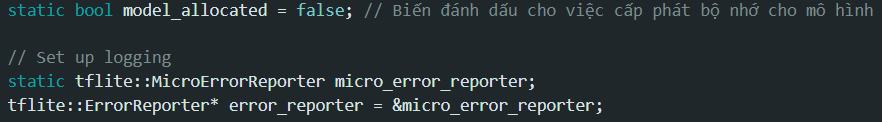 static bool model_allocated = false; // Biến đánh dấu cho việc cấp phát bộ nhớ cho mô hình
// Set up logging
static tflite::MicroErrorReporter micro_error_reporter;
tflite::ErrorReporter* error_reporter = &micro_error_reporter;